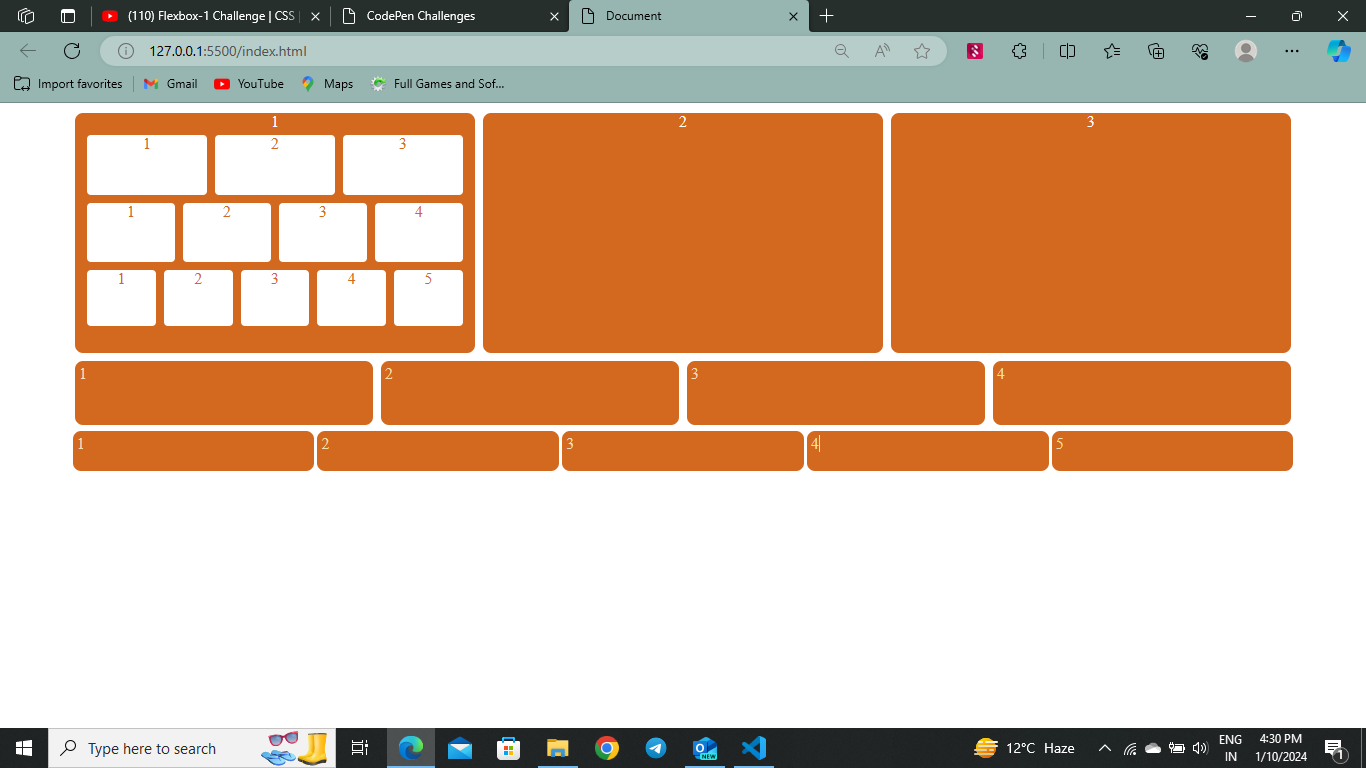 (110) Flexbox-1 Challenge | CSS
CodePen Challenges
Document
127.0.0.1:5500/index.html
Import favorites
Gmail
YouTube
Maps
Full Games and Sof...
1
2
3
1
2
3
1
2
3
4
1
2
3
4
5
1
2
3
4
1
2
3
4
5
Type here to search
NEW
12°C Haze
ENG
IN
4:30 PM
1/10/2024
1